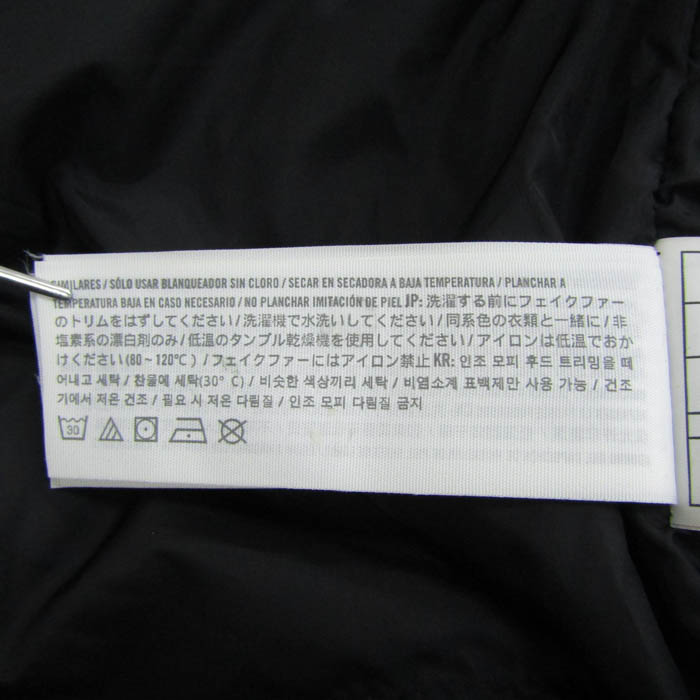 SIMILARES / SÓLO USAR BLANQUEADOR SIN CLORO / SECAR EN SECADORA A BAJA TEMPERATURA / PLANCHAR A
TEMPERATURA BAJA EN CASO NECESARIO / NO PLANCHAR IMITACIÓN DE PIEL JP: 洗濯する前にフェイクファー
のトリムをはずしてください/洗濯機で水洗いしてください/同系色の衣類と一緒に/非
塩素系の漂白剤のみ/低温のタンブル乾燥機を使用してください/アイロンは低温でおか
けください(80~120℃) / フェイクファーにはアイロン禁止 KR: 인조 모피 후드 트리밍을 떼
어내고 세탁 / 찬물에 세탁(30° C) / 비슷한 색상끼리 세탁 / 비염소계 표백제만 사용 가능 / 건조
기에서 저온 건조 / 필요 시 저온 다림질 / 인조 모피 다림질 금지
30